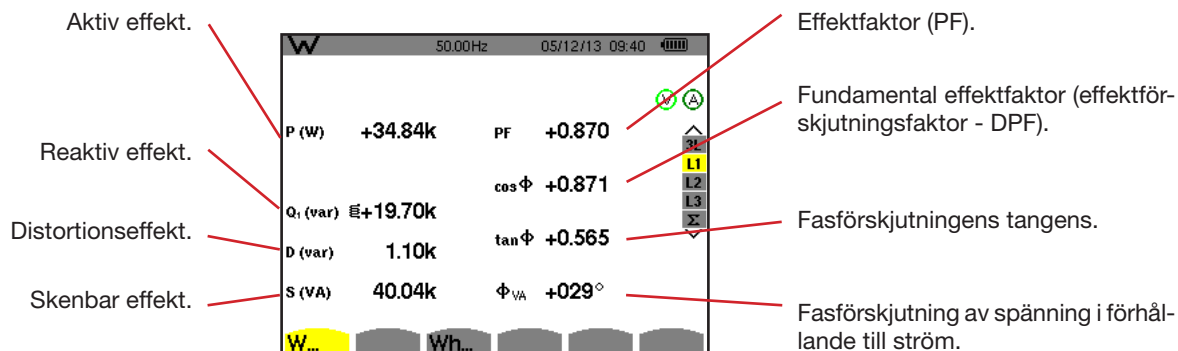 Aktiv effekt.
Reaktiv effekt.
Distortionseffekt.
Skenbar effekt.
W 50.00Hz 05/12/13 09:40
V A
P (W) +34.84k PF +0.870
cos Φ +0.871
Q₁ (var) +19.70k
tan Φ +0.565
D (var) 1.10k
S (VA) 40.04k Φ VA +029°
3L
L1
L2
L3
Σ
W... Wh...
Effektfaktor (PF).
Fundamental effektfaktor (effektför-
skjutningsfaktor - DPF).
Fasförskjutningens tangens.
Fasförskjutning av spänning i förhål-
lande till ström.